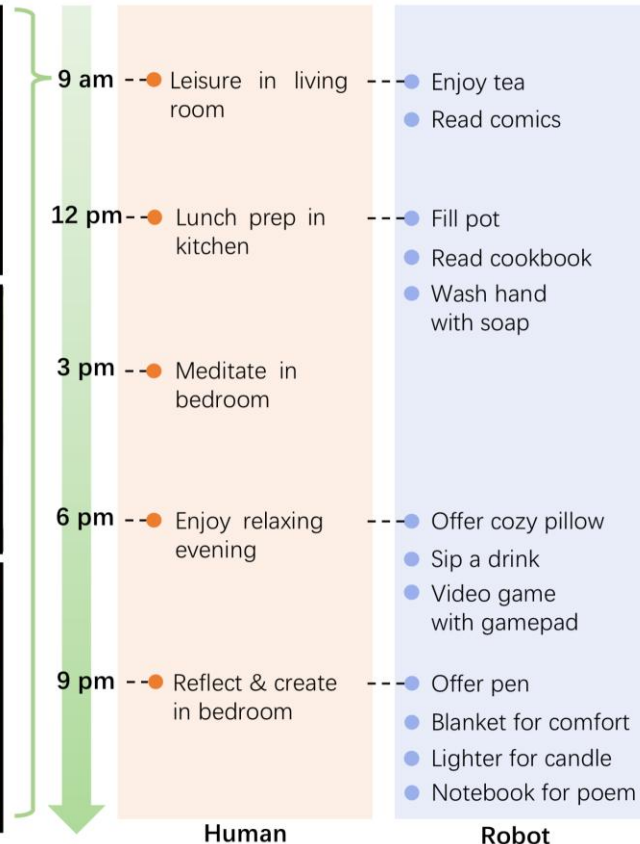 9 am
Leisure in living
room
Enjoy tea
Read comics
12 pm
Lunch prep in
kitchen
Fill pot
Read cookbook
Wash hand
with soap
3 pm
Meditate in
bedroom
6 pm
Enjoy relaxing
evening
Offer cozy pillow
Sip a drink
Video game
with gamepad
9 pm
Reflect & create
in bedroom
Offer pen
Blanket for comfort
Lighter for candle
Notebook for poem
Human
Robot